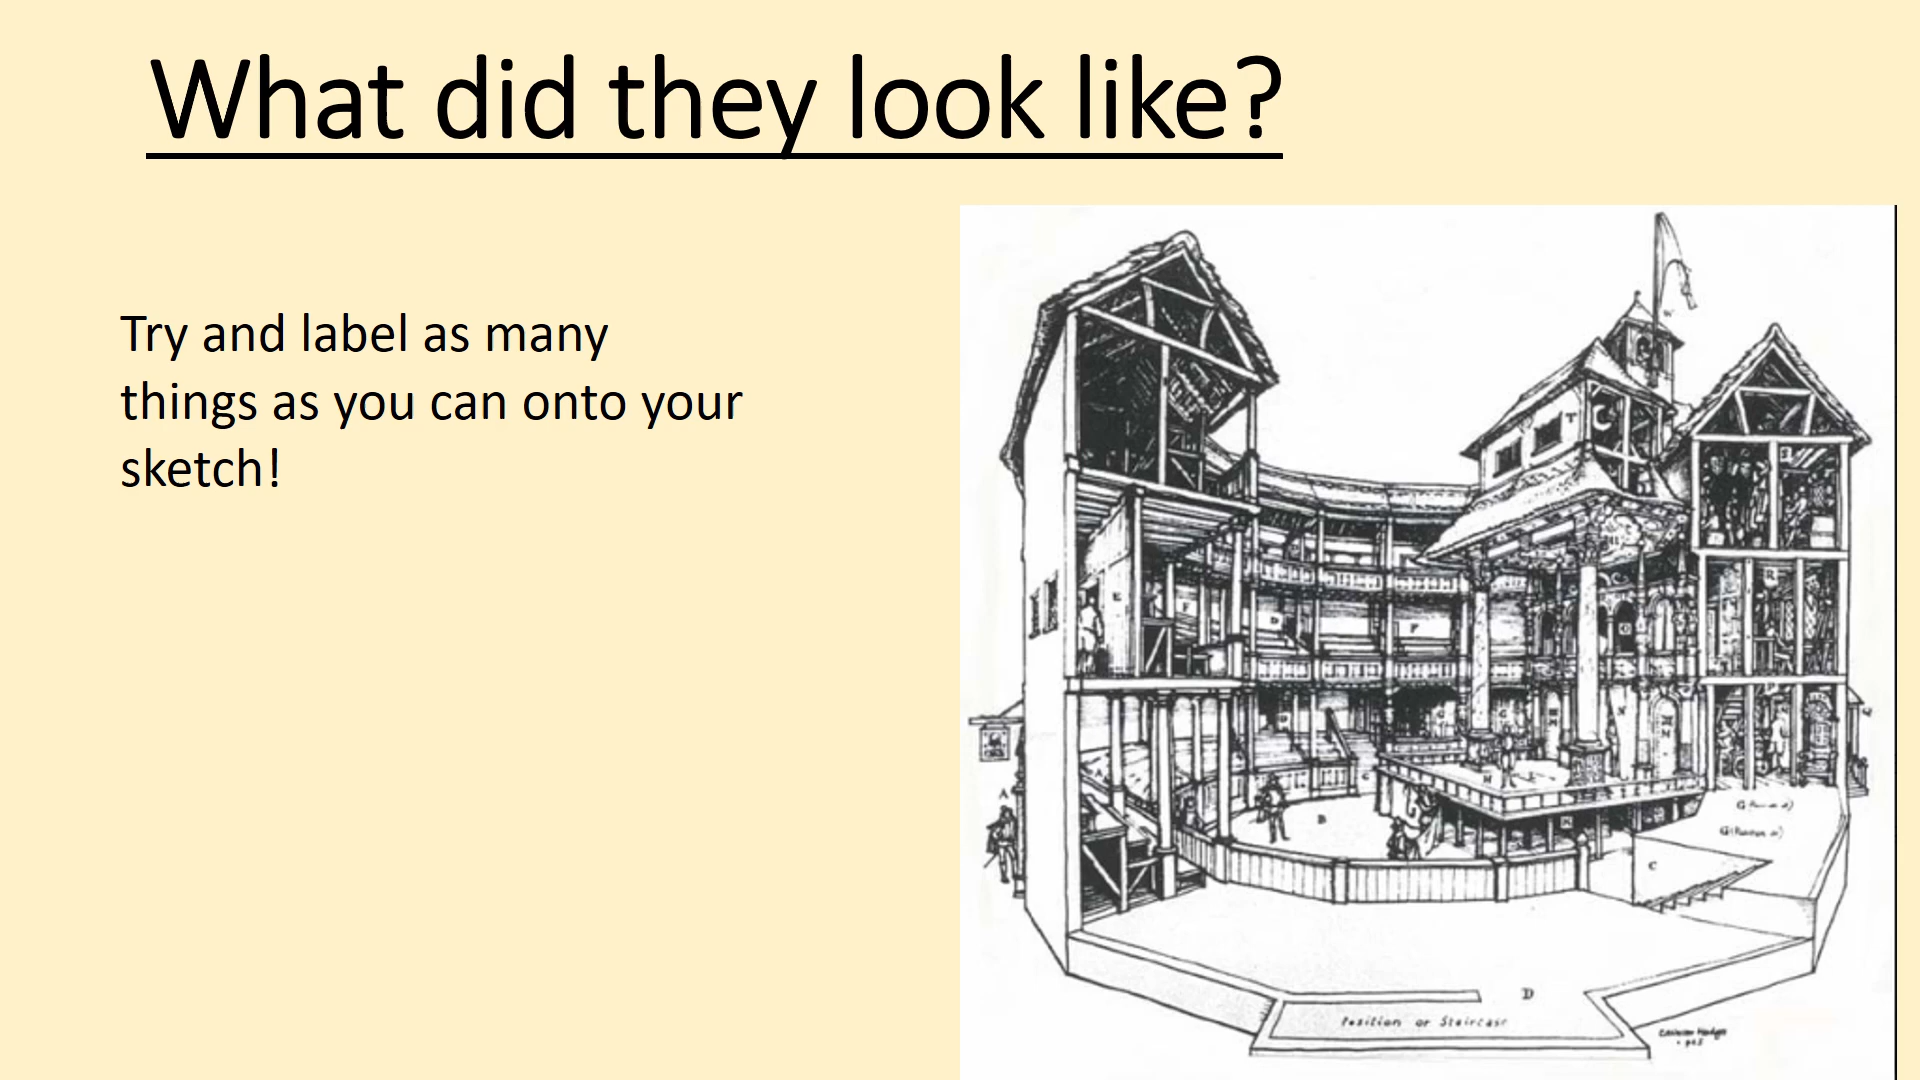 What did they look like?
Try and label as many
things as you can onto your
sketch!
W
T
E
F
D
P
R
O
N
H
A
B
C
D
Position or Staircase